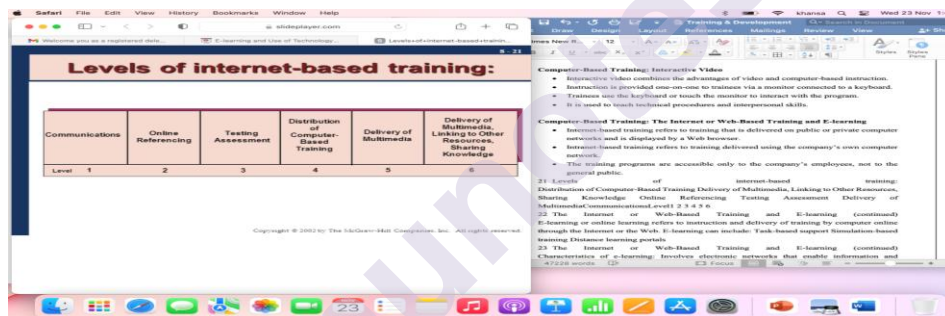 Safari File Edit View History Bookmarks Window Help
khansa Wed 23 Nov
slideplayer.com
Welcome you as a registered dele...
E-learning and Use of Technology...
Levels+of+internet-based+trainin...
8 - 21
Levels of internet-based training:
Communications
Online Referencing
Testing Assessment
Distribution of Computer-Based Training
Delivery of Multimedia
Delivery of Multimedia, Linking to Other Resources, Sharing Knowledge
Level 1 2 3 4 5 6
Copyright © 2002 by The McGraw-Hill Companies, Inc. All rights reserved.
Training & Development
Search in Document
Draw Design Layout References Mailings Review View
imes New R... 12
Styles
Styles Pane
Computer-Based Training: Interactive Video
• Interactive video combines the advantages of video and computer-based instruction.
• Instruction is provided one-on-one to trainees via a monitor connected to a keyboard.
• Trainees use the keyboard or touch the monitor to interact with the program.
• It is used to teach technical procedures and interpersonal skills.
Computer-Based Training: The Internet or Web-Based Training and E-learning
• Internet-based training refers to training that is delivered on public or private computer
networks and is displayed by a Web browser.
• Intranet-based training refers to training delivered using the company's own computer
network.
• The training programs are accessible only to the company's employees, not to the
general public.
21 Levels of internet-based training:
Distribution of Computer-Based Training Delivery of Multimedia, Linking to Other Resources,
Sharing Knowledge Online Referencing Testing Assessment Delivery of
MultimediaCommunicationsLevel1 2 3 4 5 6
22 The Internet or Web-Based Training and E-learning (continued)
E-learning or online learning refers to instruction and delivery of training by computer online
through the Internet or the Web. E-learning can include: Task-based support Simulation-based
training Distance learning portals
23 The Internet or Web-Based Training and E-learning (continued)
Characteristics of e-learning: Involves electronic networks that enable information and
47228 words
Focus
23